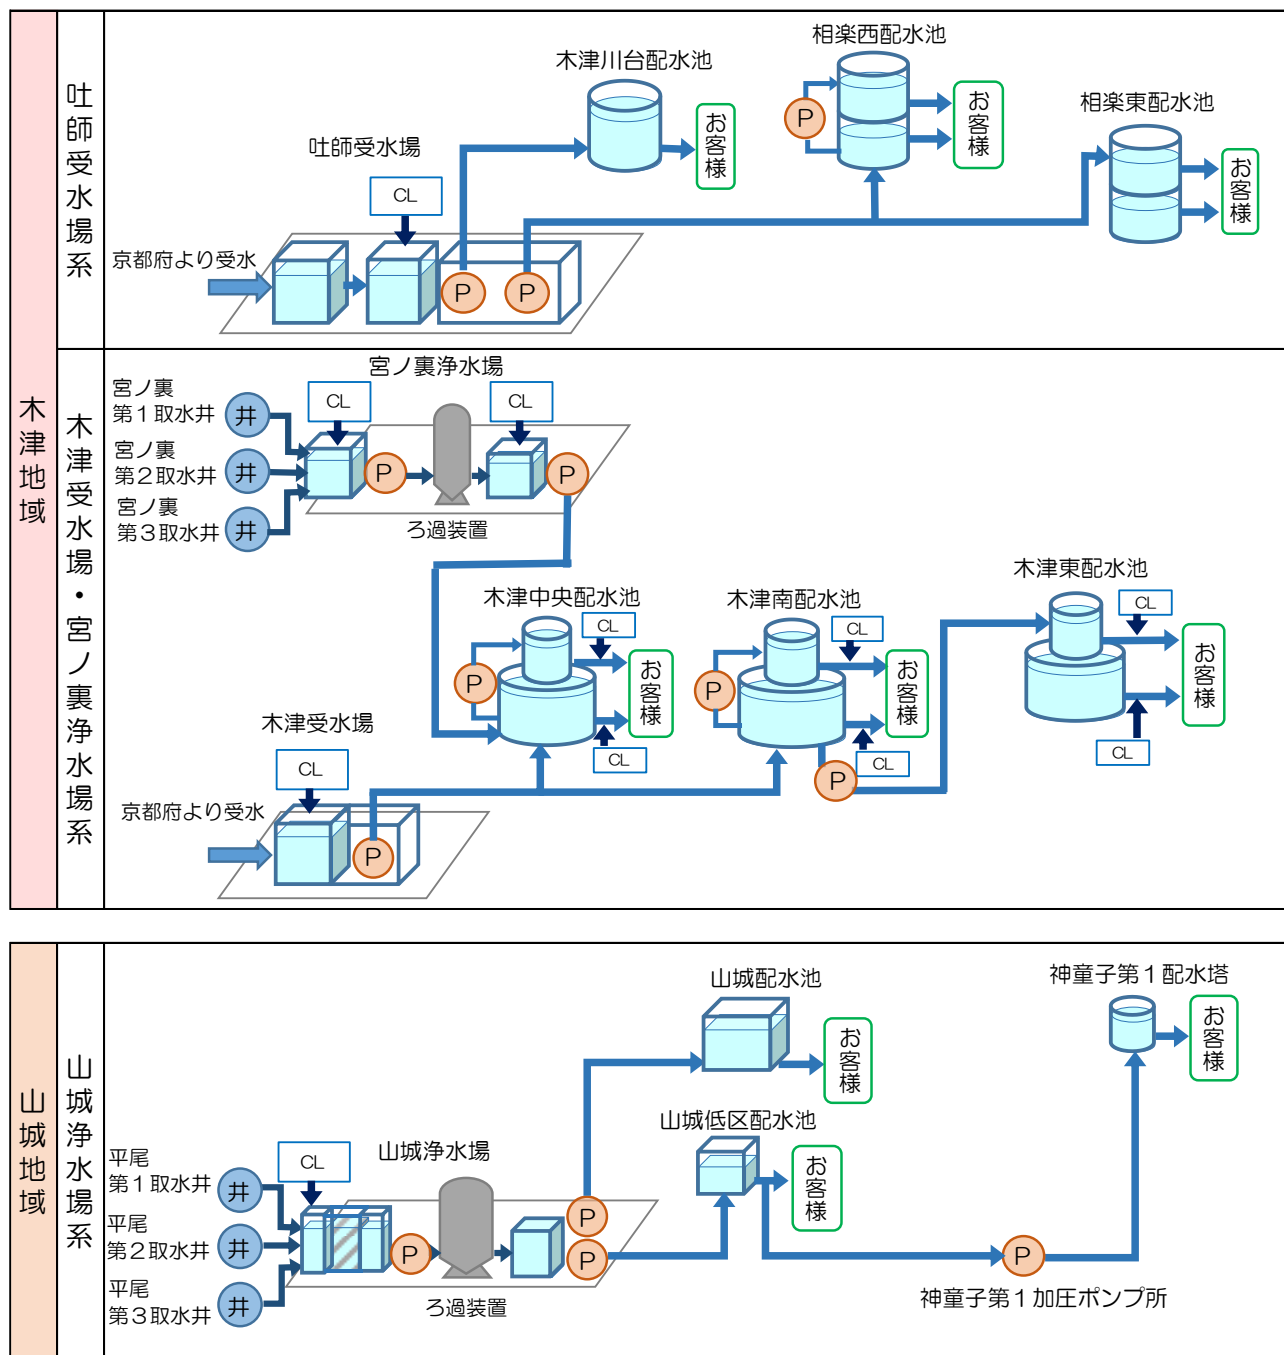 木津地域
吐師受水場系
木津川台配水池
お客様
相楽西配水池
P
お客様
相楽東配水池
お客様
吐師受水場
CL
京都府より受水
P
P
木津受水場・宮ノ裏浄水場系
宮ノ裏浄水場
CL
CL
宮ノ裏
第1取水井
井
宮ノ裏
第2取水井
井
宮ノ裏
第3取水井
井
P
P
ろ過装置
木津中央配水池
CL
P
お客様
CL
木津南配水池
CL
P
お客様
CL
P
木津東配水池
CL
お客様
CL
木津受水場
CL
京都府より受水
P
山城地域
山城浄水場系
山城配水池
お客様
神童子第1配水塔
お客様
山城低区配水池
お客様
山城浄水場
CL
平尾
第1取水井
井
平尾
第2取水井
井
平尾
第3取水井
井
P
P
P
ろ過装置
P
神童子第1加圧ポンプ所